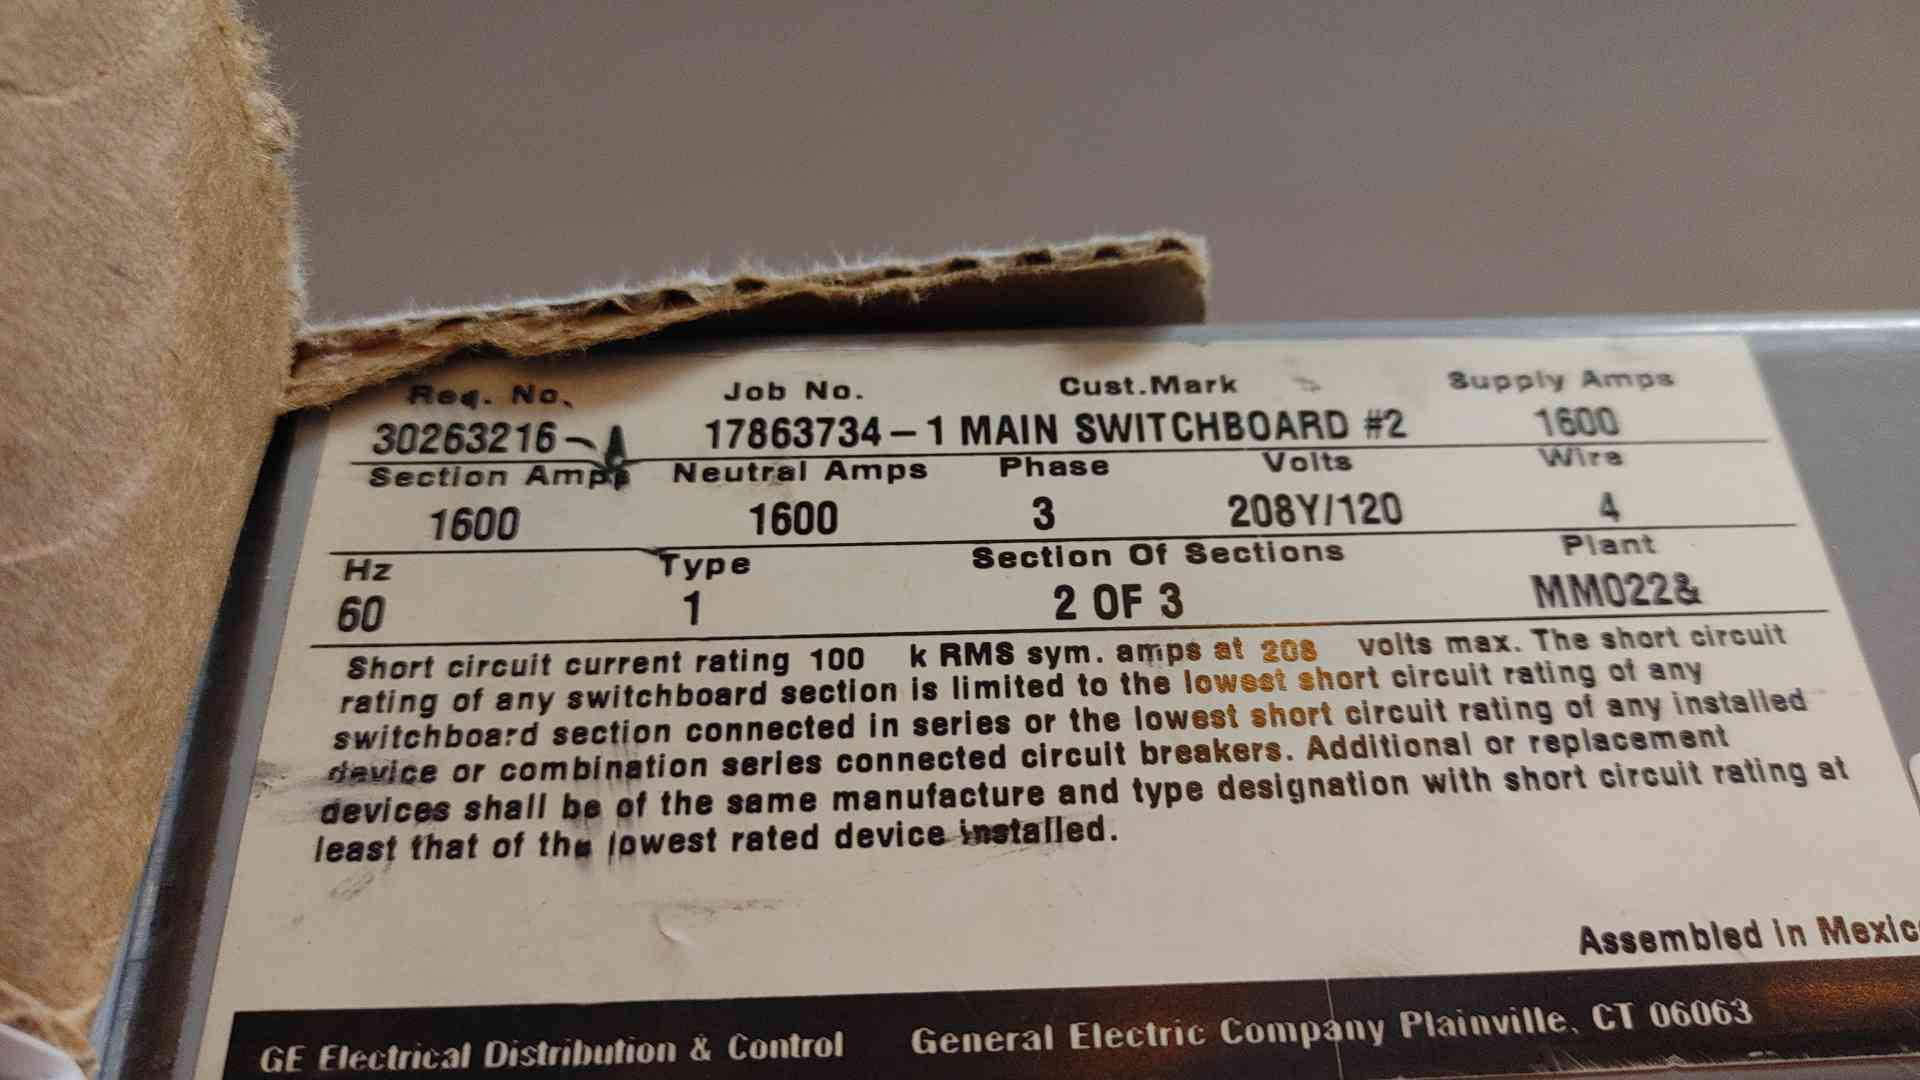 Req. No. Job No. Cust.Mark Supply Amps
30263216-A 17863734-1 MAIN SWITCHBOARD #2 1600
Section Amps Neutral Amps Phase Volts Wire
1600 1600 3 208Y/120 4
Hz Type Section Of Sections Plant
60 1 2 OF 3 MM022&
Short circuit current rating 100 k RMS sym. amps at 208 volts max. The short circuit
rating of any switchboard section is limited to the lowest short circuit rating of any
switchboard section connected in series or the lowest short circuit rating of any installed
device or combination series connected circuit breakers. Additional or replacement
devices shall be of the same manufacture and type designation with short circuit rating at
least that of the lowest rated device installed.
Assembled in Mexico
GE Electrical Distribution & Control General Electric Company Plainville, CT 06063